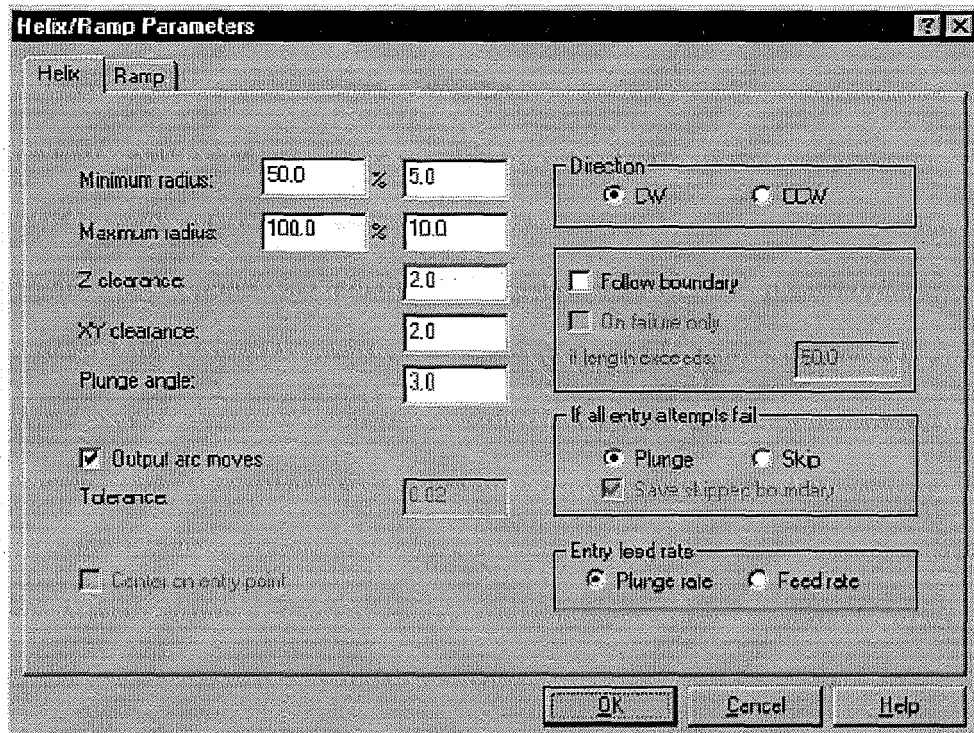 Helix/Ramp Parameters
Helix Ramp
Minimum radius: 50.0 % 5.0
Maximum radius: 100.0 % 10.0
Z clearance: 2.0
XY clearance: 2.0
Plunge angle: 3.0
Output arc moves
Tolerance 0.02
Center on entry point
Direction
CW CCW
Follow boundary
On failure only
If length exceeds: 50.0
If all entry attempts fail
Plunge Skip
Save skipped boundary
Entry feed rate
Plunge rate Feed rate
OK Cancel Help